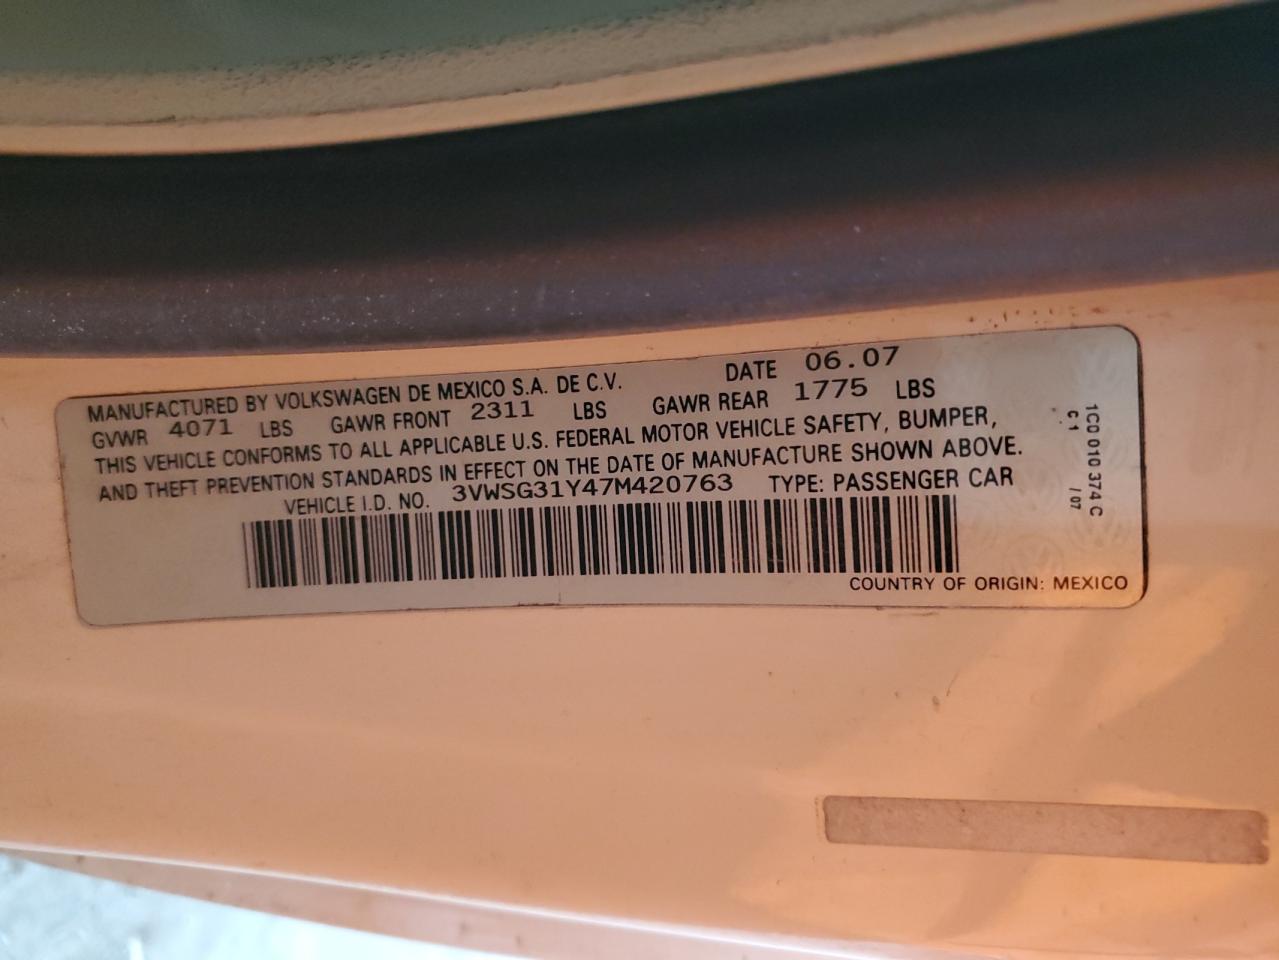 MANUFACTURED BY VOLKSWAGEN DE MEXICO S.A. DE C.V. DATE 06.07
GVWR 4071 LBS GAWR FRONT 2311 LBS GAWR REAR 1775 LBS
THIS VEHICLE CONFORMS TO ALL APPLICABLE U.S. FEDERAL MOTOR VEHICLE SAFETY, BUMPER,
AND THEFT PREVENTION STANDARDS IN EFFECT ON THE DATE OF MANUFACTURE SHOWN ABOVE.
VEHICLE I.D. NO. 3VWSG31Y47M420763 TYPE: PASSENGER CAR
COUNTRY OF ORIGIN: MEXICO
1C0 010 374 C
C1 / 07